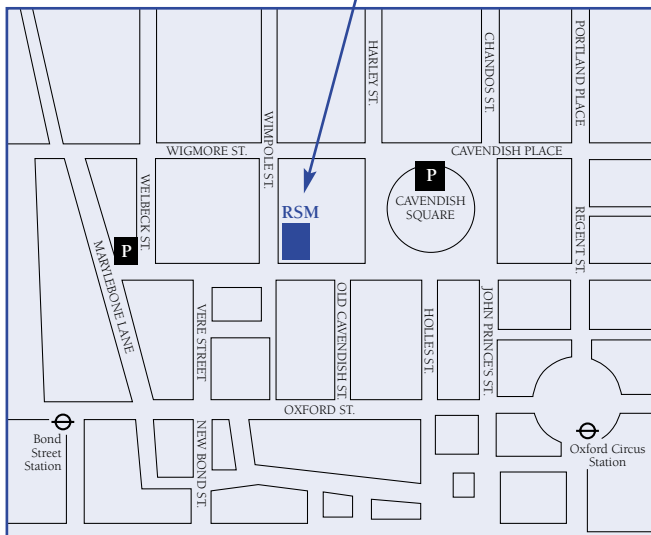 HARLEY ST.
CHANDOS ST.
PORTLAND PLACE
WIMPOLE ST.
WIGMORE ST.
CAVENDISH PLACE
P
CAVENDISH
SQUARE
WELBECK ST.
RSM
REGENT ST.
P
MARYLEBONE LANE
VERE STREET
OLD CAVENDISH ST.
HOLLES ST.
JOHN PRINCE'S ST.
OXFORD ST.
Bond
Street
Station
NEW BOND ST.
Oxford Circus
Station